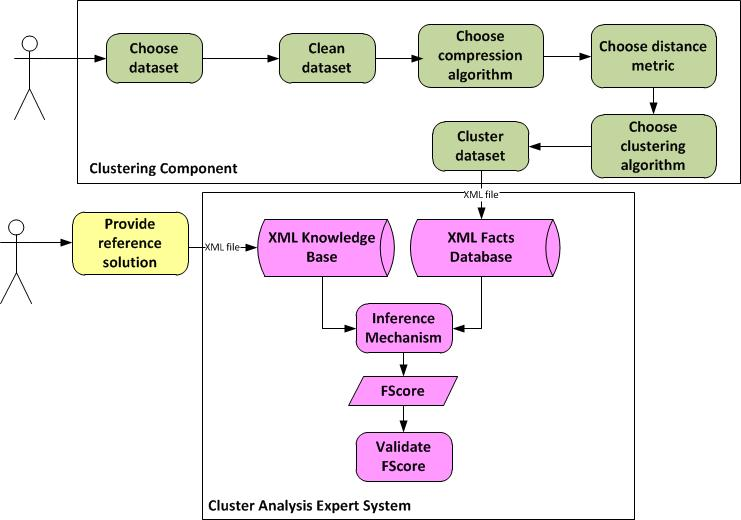 Choose
dataset
Clean
dataset
Choose
compression
algorithm
Choose distance
metric
Choose
clustering
algorithm
Cluster
dataset
Clustering Component
XML file
Provide
reference
solution
XML file
XML Knowledge
Base
XML Facts
Database
Inference
Mechanism
FScore
Validate
FScore
Cluster Analysis Expert System